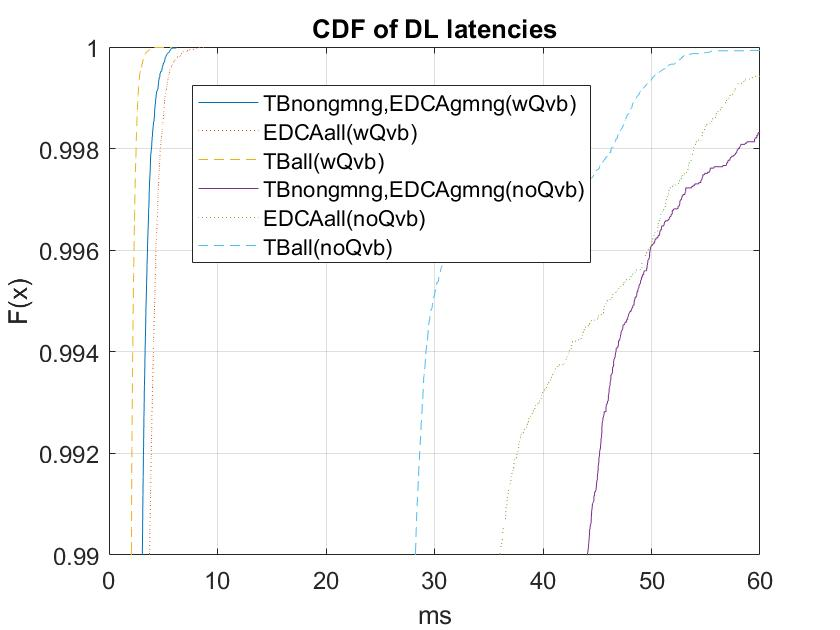 CDF of DL latencies
1
0.998
0.996
0.994
0.992
0.99
F(x)
TBnongmng,EDCAgmng(wQvb)
EDCAall(wQvb)
TBall(wQvb)
TBnongmng,EDCAgmng(noQvb)
EDCAall(noQvb)
TBall(noQvb)
0 10 20 30 40 50 60
ms